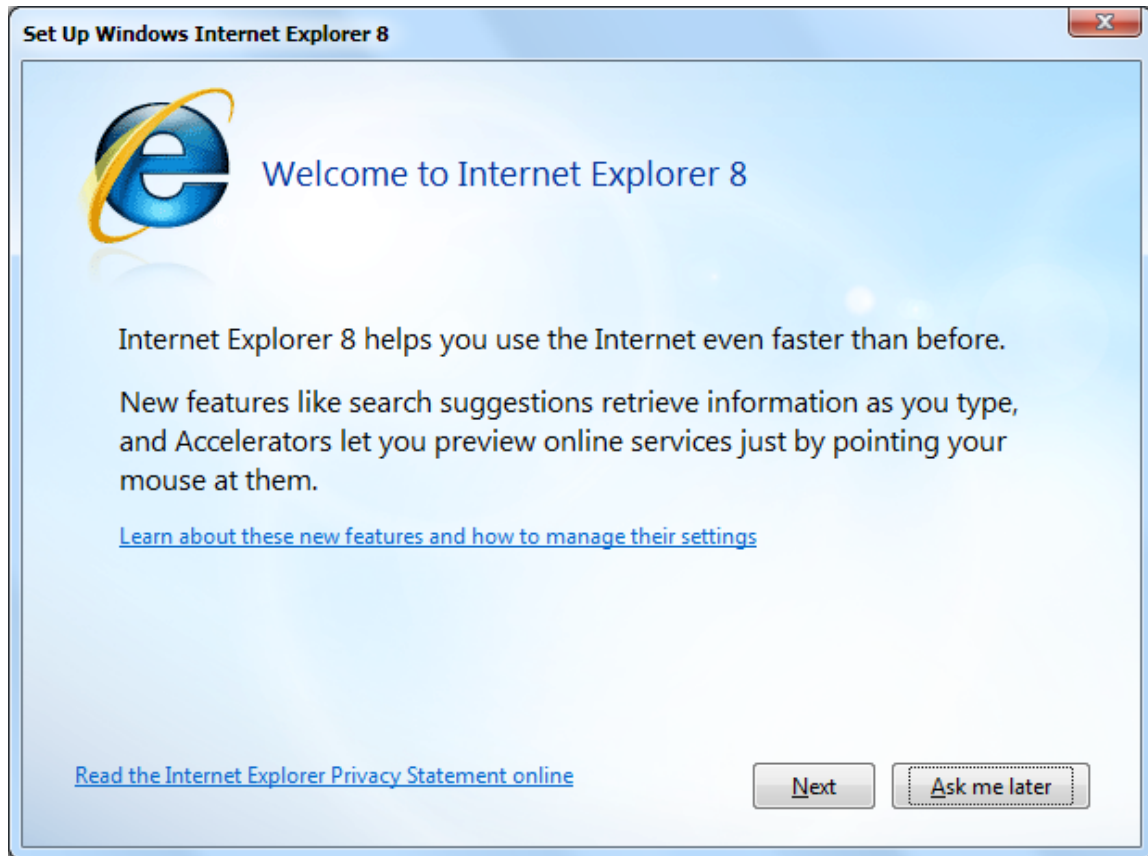 Set Up Windows Internet Explorer 8
Welcome to Internet Explorer 8
Internet Explorer 8 helps you use the Internet even faster than before.
New features like search suggestions retrieve information as you type,
and Accelerators let you preview online services just by pointing your
mouse at them.
Learn about these new features and how to manage their settings
Read the Internet Explorer Privacy Statement online
Next
Ask me later